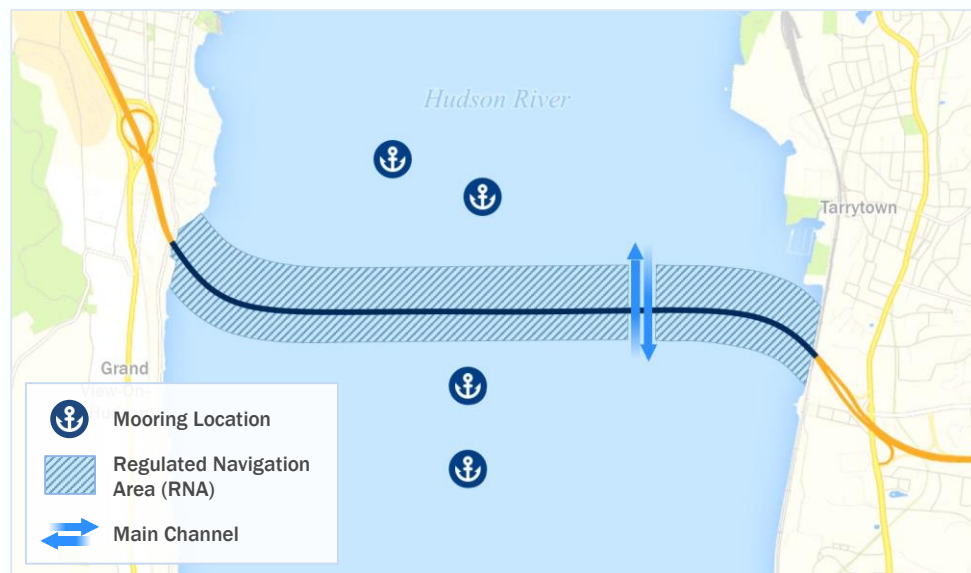 Hudson River
Tarrytown
Grand
View-On-
Mooring Location
Regulated Navigation
Area (RNA)
Main Channel